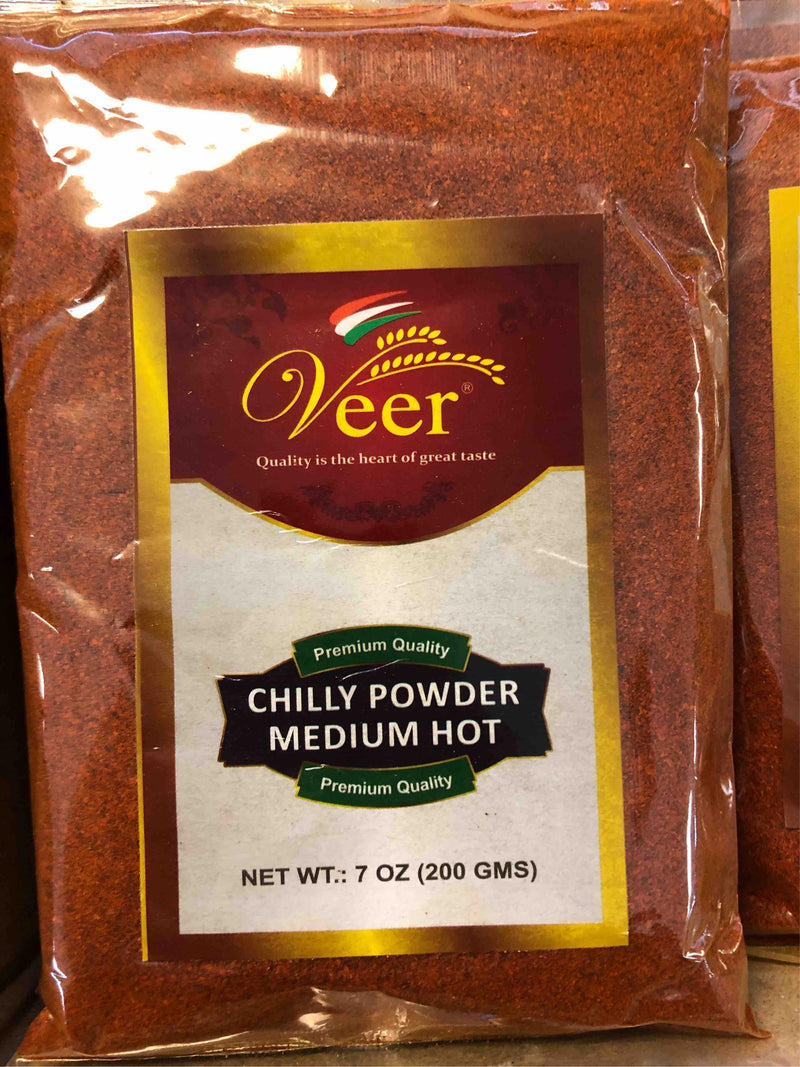 Veer®
Quality is the heart of great taste
Premium Quality
CHILLY POWDER
MEDIUM HOT
Premium Quality
NET WT.: 7 OZ (200 GMS)